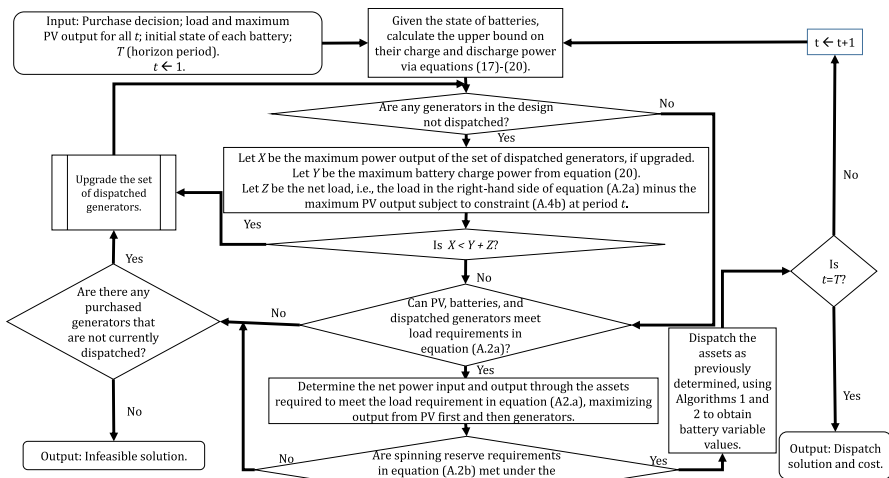 Input: Purchase decision; load and maximum
PV output for all t; initial state of each battery;
T (horizon period).
t ← 1.
Given the state of batteries,
calculate the upper bound on
their charge and discharge power
via equations (17)-(20).
t ← t+1
Are any generators in the design
not dispatched?
No
Yes
Let X be the maximum power output of the set of dispatched generators, if upgraded.
Let Y be the maximum battery charge power from equation (20).
Let Z be the net load, i.e., the load in the right-hand side of equation (A.2a) minus the
maximum PV output subject to constraint (A.4b) at period t.
Upgrade the set
of dispatched
generators.
Yes
Is X < Y + Z?
No
No
Is
t=T?
Yes
Yes
Are there any
purchased
generators that
are not currently
dispatched?
No
Can PV, batteries, and
dispatched generators meet
load requirements in
equation (A.2a)?
No
Yes
Determine the net power input and output through the assets
required to meet the load requirement in equation (A2.a), maximizing
output from PV first and then generators.
Dispatch the
assets as
previously
determined, using
Algorithms 1 and
2 to obtain
battery variable
values.
Output: Infeasible solution.
No
Are spinning reserve requirements
in equation (A.2b) met under the
Yes
Output: Dispatch
solution and cost.